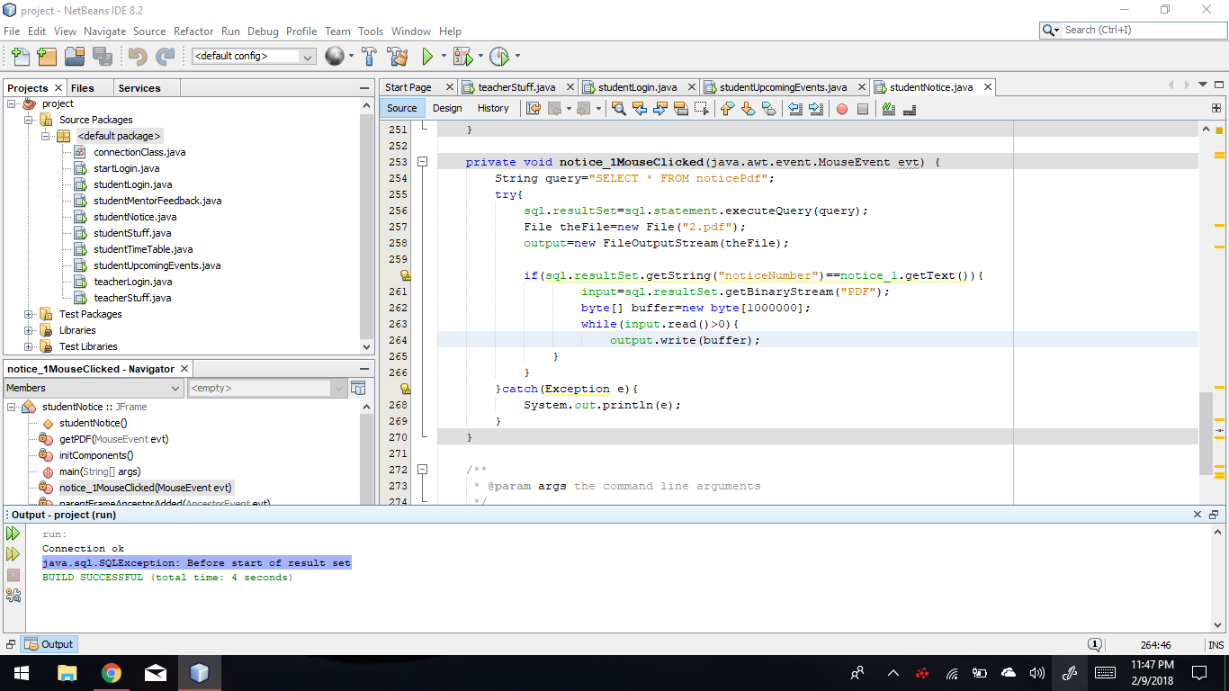 project - NetBeans IDE 8.2
File Edit View Navigate Source Refactor Run Debug Profile Team Tools Window Help
Search (Ctrl+I)
<default config>
Projects Files Services
project
Source Packages
<default package>
connectionClass.java
startLogin.java
studentLogin.java
studentMentorFeedback.java
studentNotice.java
studentStuff.java
studentTimeTable.java
studentUpcomingEvents.java
teacherLogin.java
teacherStuff.java
Test Packages
Libraries
Test Libraries
notice_1MouseClicked - Navigator
Members <empty>
studentNotice :: JFrame
studentNotice()
getPDF(MouseEvent evt)
initComponents()
main(String[] args)
notice_1MouseClicked(MouseEvent evt)
parentFrameAncestorAdded(AncestorEvent evt)
Start Page teacherStuff.java studentLogin.java studentUpcomingEvents.java studentNotice.java
Source Design History
251 }
252
253 private void notice_1MouseClicked(java.awt.event.MouseEvent evt) {
254 String query="SELECT * FROM noticePdf";
255 try{
256 sql.resultSet=sql.statement.executeQuery(query);
257 File theFile=new File("2.pdf");
258 output=new FileOutputStream(theFile);
259
if(sql.resultSet.getString("noticeNumber")==notice_1.getText()){
261 input=sql.resultSet.getBinaryStream("PDF");
262 byte[] buffer=new byte[1000000];
263 while(input.read()>0){
264 output.write(buffer);
265 }
266 }
}catch(Exception e){
268 System.out.println(e);
269 }
270 }
271
272 /**
273 * @param args the command line arguments
274 */
Output - project (run)
run:
Connection ok
java.sql.SQLException: Before start of result set
BUILD SUCCESSFUL (total time: 4 seconds)
Output
1
264:46 INS
11:47 PM
2/9/2018